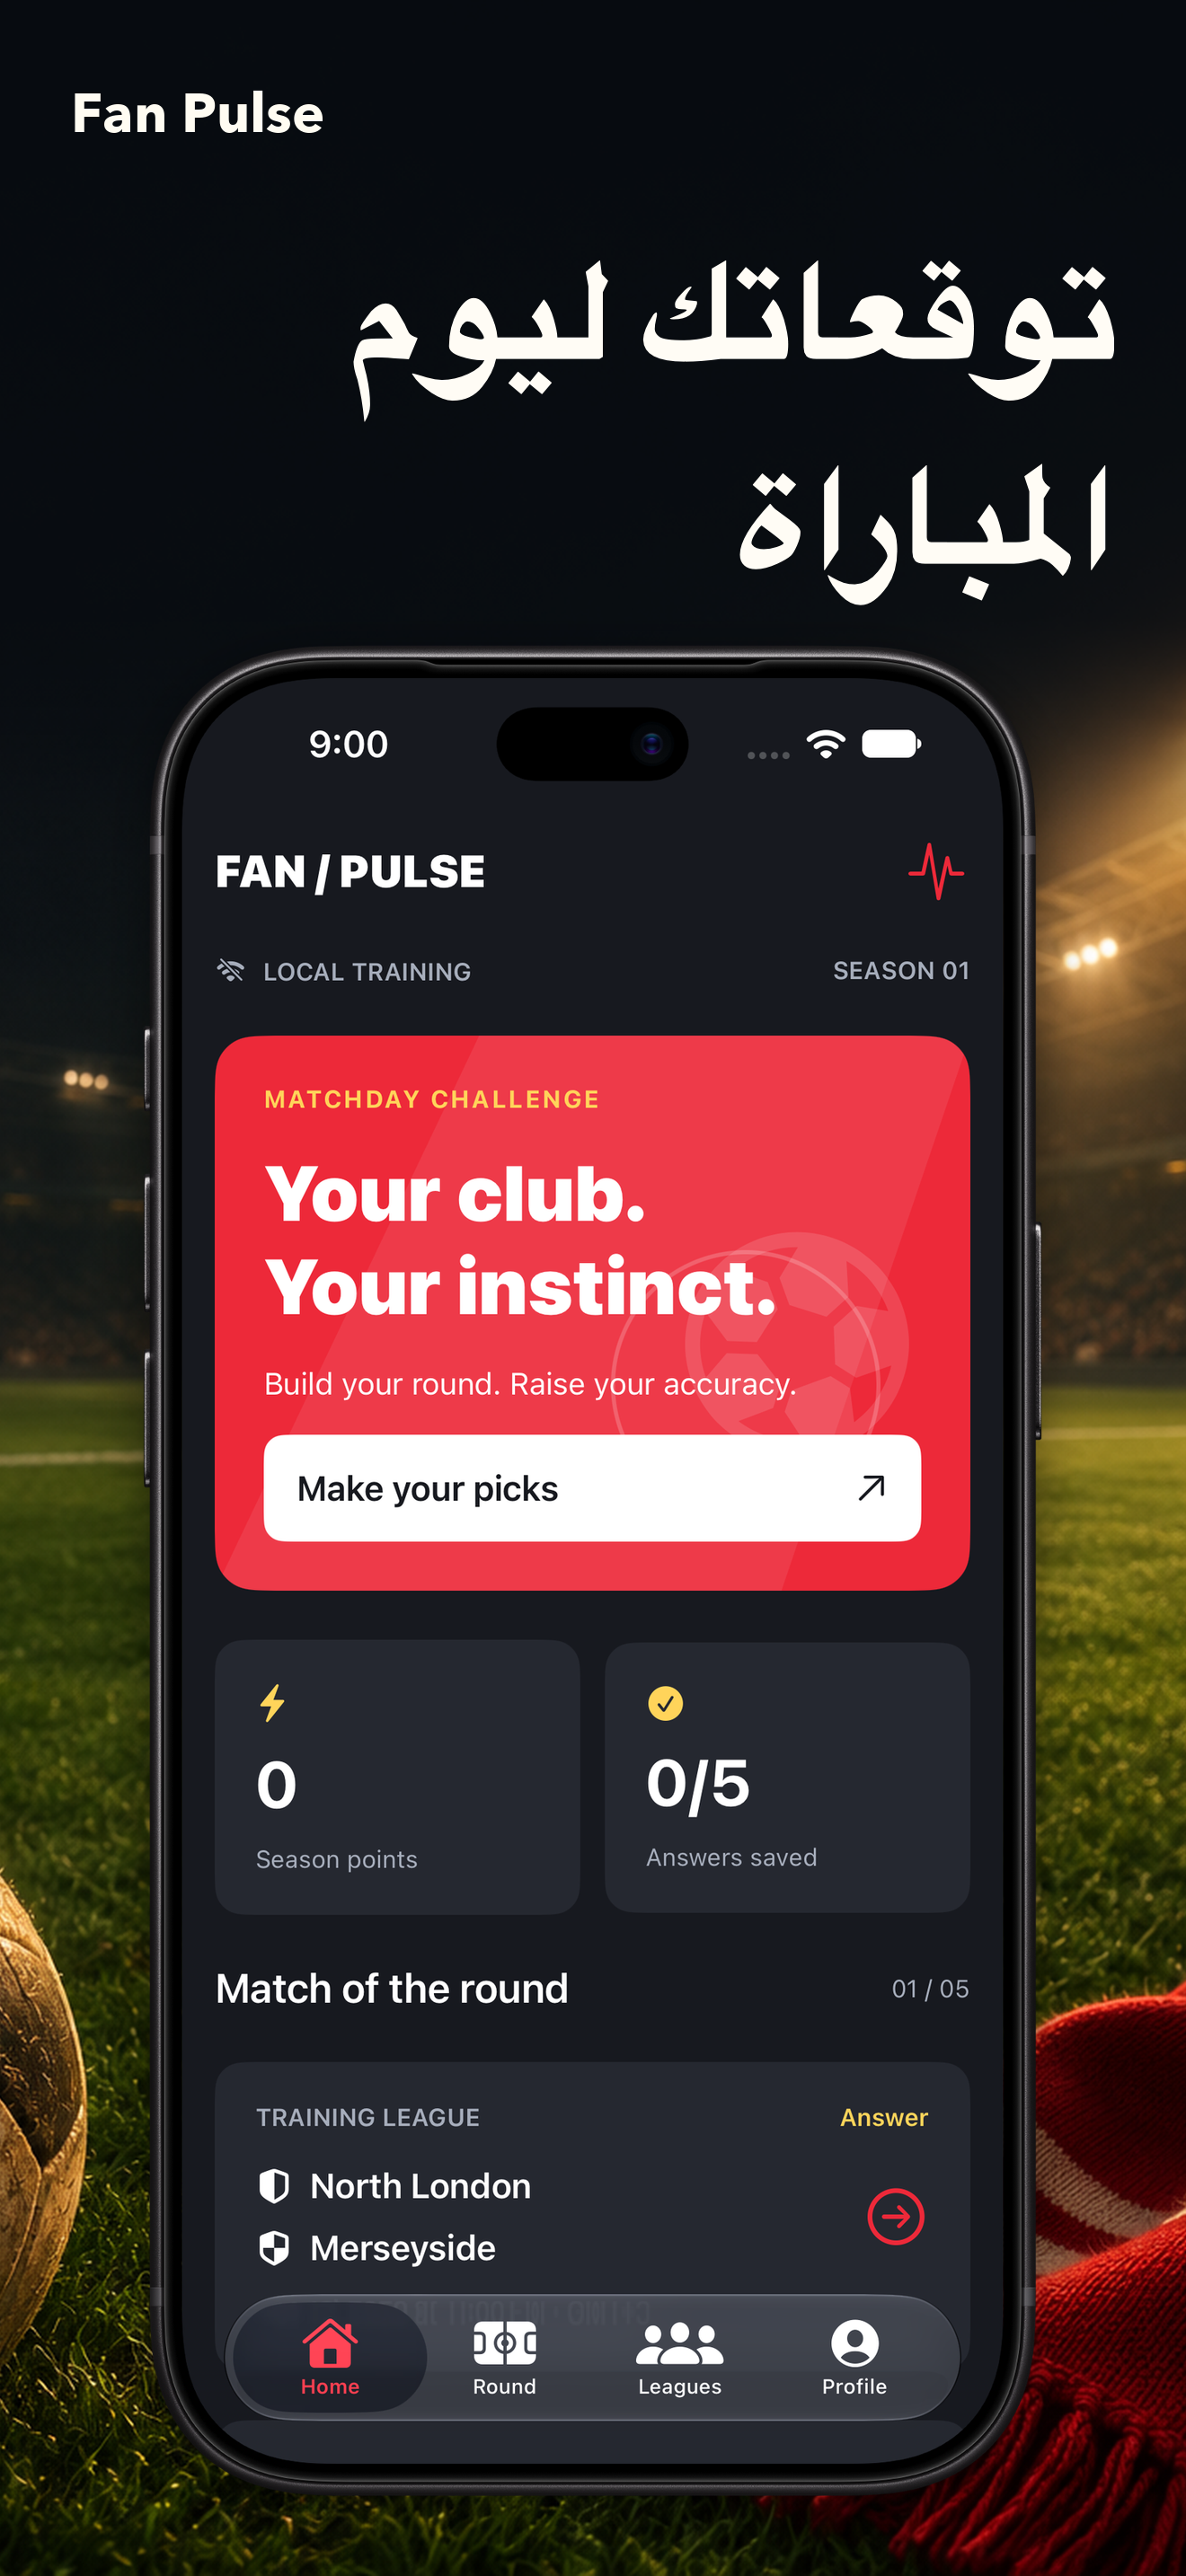 Fan Pulse
توقعاتك ليوم
المباراة
9:00
FAN / PULSE
LOCAL TRAINING
SEASON 01
MATCHDAY CHALLENGE
Your club.
Your instinct.
Build your round. Raise your accuracy.
Make your picks
0
Season points
0/5
Answers saved
Match of the round
01 / 05
TRAINING LEAGUE
Answer
North London
Merseyside
Home
Round
Leagues
Profile